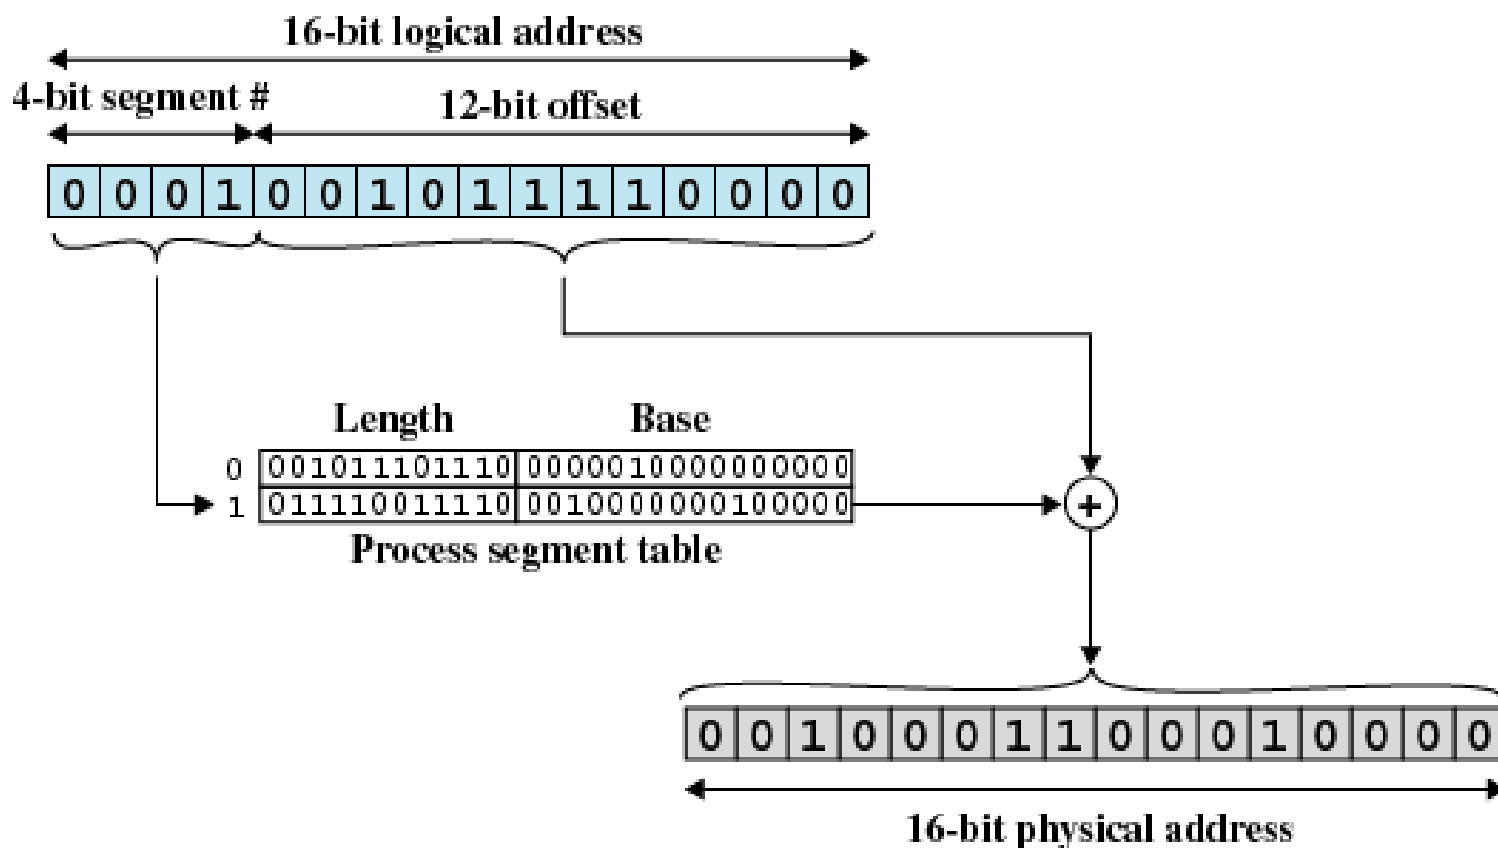 16-bit logical address
4-bit segment # 12-bit offset
0 0 0 1 0 0 1 0 1 1 1 1 0 0 0 0
Length Base
0 001011101110 0000010000000000
1 011110011110 0010000000100000
Process segment table
+
0 0 1 0 0 0 1 1 0 0 0 1 0 0 0 0
16-bit physical address